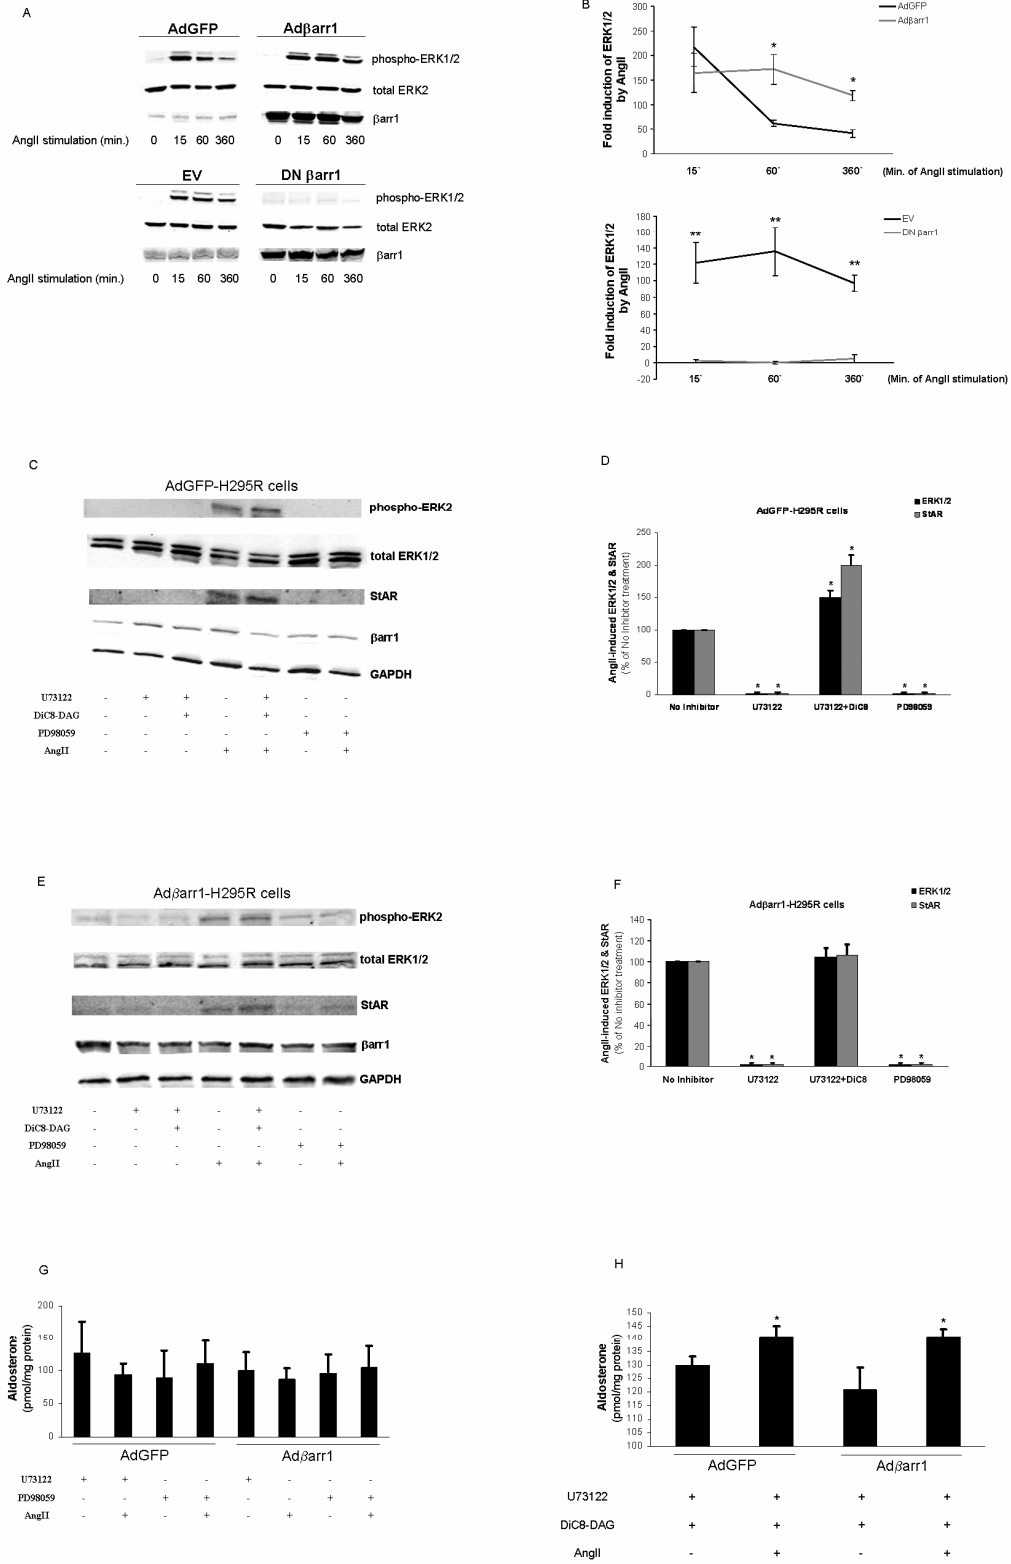 A
AdGFP Adβarr1
phospho-ERK1/2
total ERK2
βarr1
AngII stimulation (min.) 0 15 60 360 0 15 60 360
EV DN βarr1
phospho-ERK1/2
total ERK2
βarr1
AngII stimulation (min.) 0 15 60 360 0 15 60 360
B
Fold induction of ERK1/2
by AngII
300
250
200
150
100
50
0
AdGFP
Adβarr1
*
*
15' 60' 360' (Min. of AngII stimulation)
Fold induction of ERK1/2
by AngII
180
160
140
120
100
80
60
40
20
0
-20
EV
DN βarr1
**
**
**
15' 60' 360' (Min. of AngII stimulation)
C
AdGFP-H295R cells
phospho-ERK2
total ERK1/2
StAR
βarr1
GAPDH
U73122 - + + - + - -
DiC8-DAG - - + - + - -
PD98059 - - - - - + +
AngII - - - + + - +
D
ERK1/2
StAR
AdGFP-H295R cells
AngII-induced ERK1/2 & StAR
(% of No Inhibitor treatment)
250
200
150
100
50
0
* * * * * *
No Inhibitor U73122 U73122+DiC8 PD98059
E
Adβarr1-H295R cells
phospho-ERK2
total ERK1/2
StAR
βarr1
GAPDH
U73122 - + + - + - -
DiC8-DAG - - + - + - -
PD98059 - - - - - + +
AngII - - - + + - +
F
ERK1/2
StAR
Adβarr1-H295R cells
AngII-induced ERK1/2 & StAR
(% of No inhibitor treatment)
140
120
100
80
60
40
20
0
* * * *
No Inhibitor U73122 U73122+DiC8 PD98059
G
Aldosterone
(pmol/mg protein)
200
150
100
50
0
AdGFP Adβarr1
U73122 + + - - + - - -
PD98059 - - + + - - + +
AngII - + - + - + - +
H
Aldosterone
(pmol/mg protein)
150
145
140
135
130
125
120
115
110
105
100
* *
AdGFP Adβarr1
U73122 + + + +
DiC8-DAG + + + +
AngII - + - +